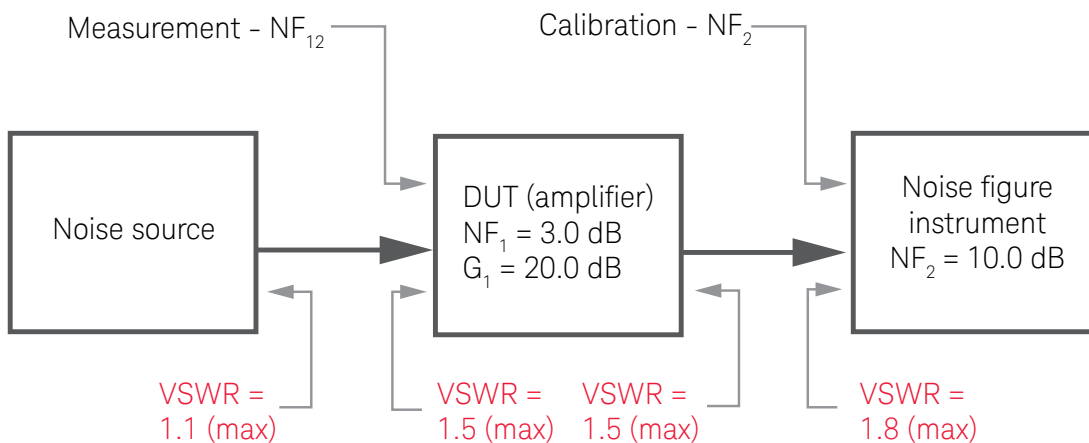 Measurement - NF₁₂
Calibration - NF₂
Noise source
DUT (amplifier)
NF₁ = 3.0 dB
G₁ = 20.0 dB
Noise figure
instrument
NF₂ = 10.0 dB
VSWR =
1.1 (max)
VSWR =
1.5 (max)
VSWR =
1.5 (max)
VSWR =
1.8 (max)